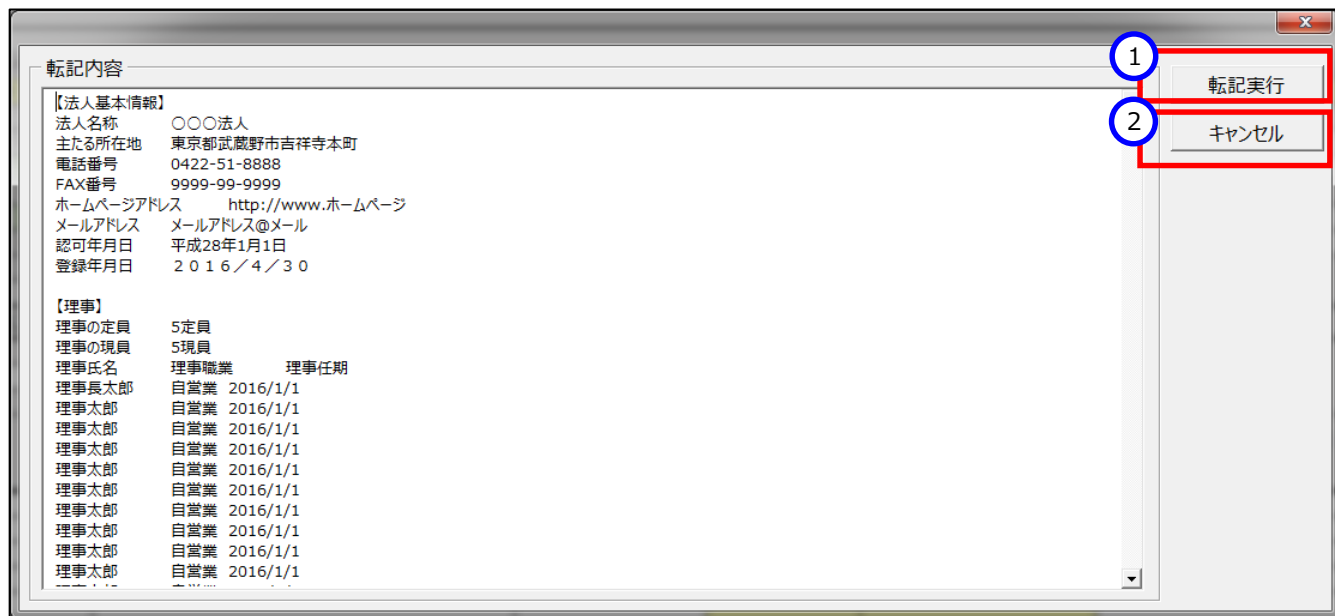 転記内容
【法人基本情報】
法人名称 ○○○法人
主たる所在地 東京都武蔵野市吉祥寺本町
電話番号 0422-51-8888
FAX番号 9999-99-9999
ホームページアドレス http://www.ホームページ
メールアドレス メールアドレス@メール
認可年月日 平成28年1月1日
登録年月日 2016/4/30
【理事】
理事の定員 5定員
理事の現員 5現員
理事氏名 理事職業 理事任期
理事長太郎 自営業 2016/1/1
理事太郎 自営業 2016/1/1
理事太郎 自営業 2016/1/1
理事太郎 自営業 2016/1/1
理事太郎 自営業 2016/1/1
理事太郎 自営業 2016/1/1
理事太郎 自営業 2016/1/1
理事太郎 自営業 2016/1/1
理事太郎 自営業 2016/1/1
理事太郎 自営業 2016/1/1
1
転記実行
2
キャンセル